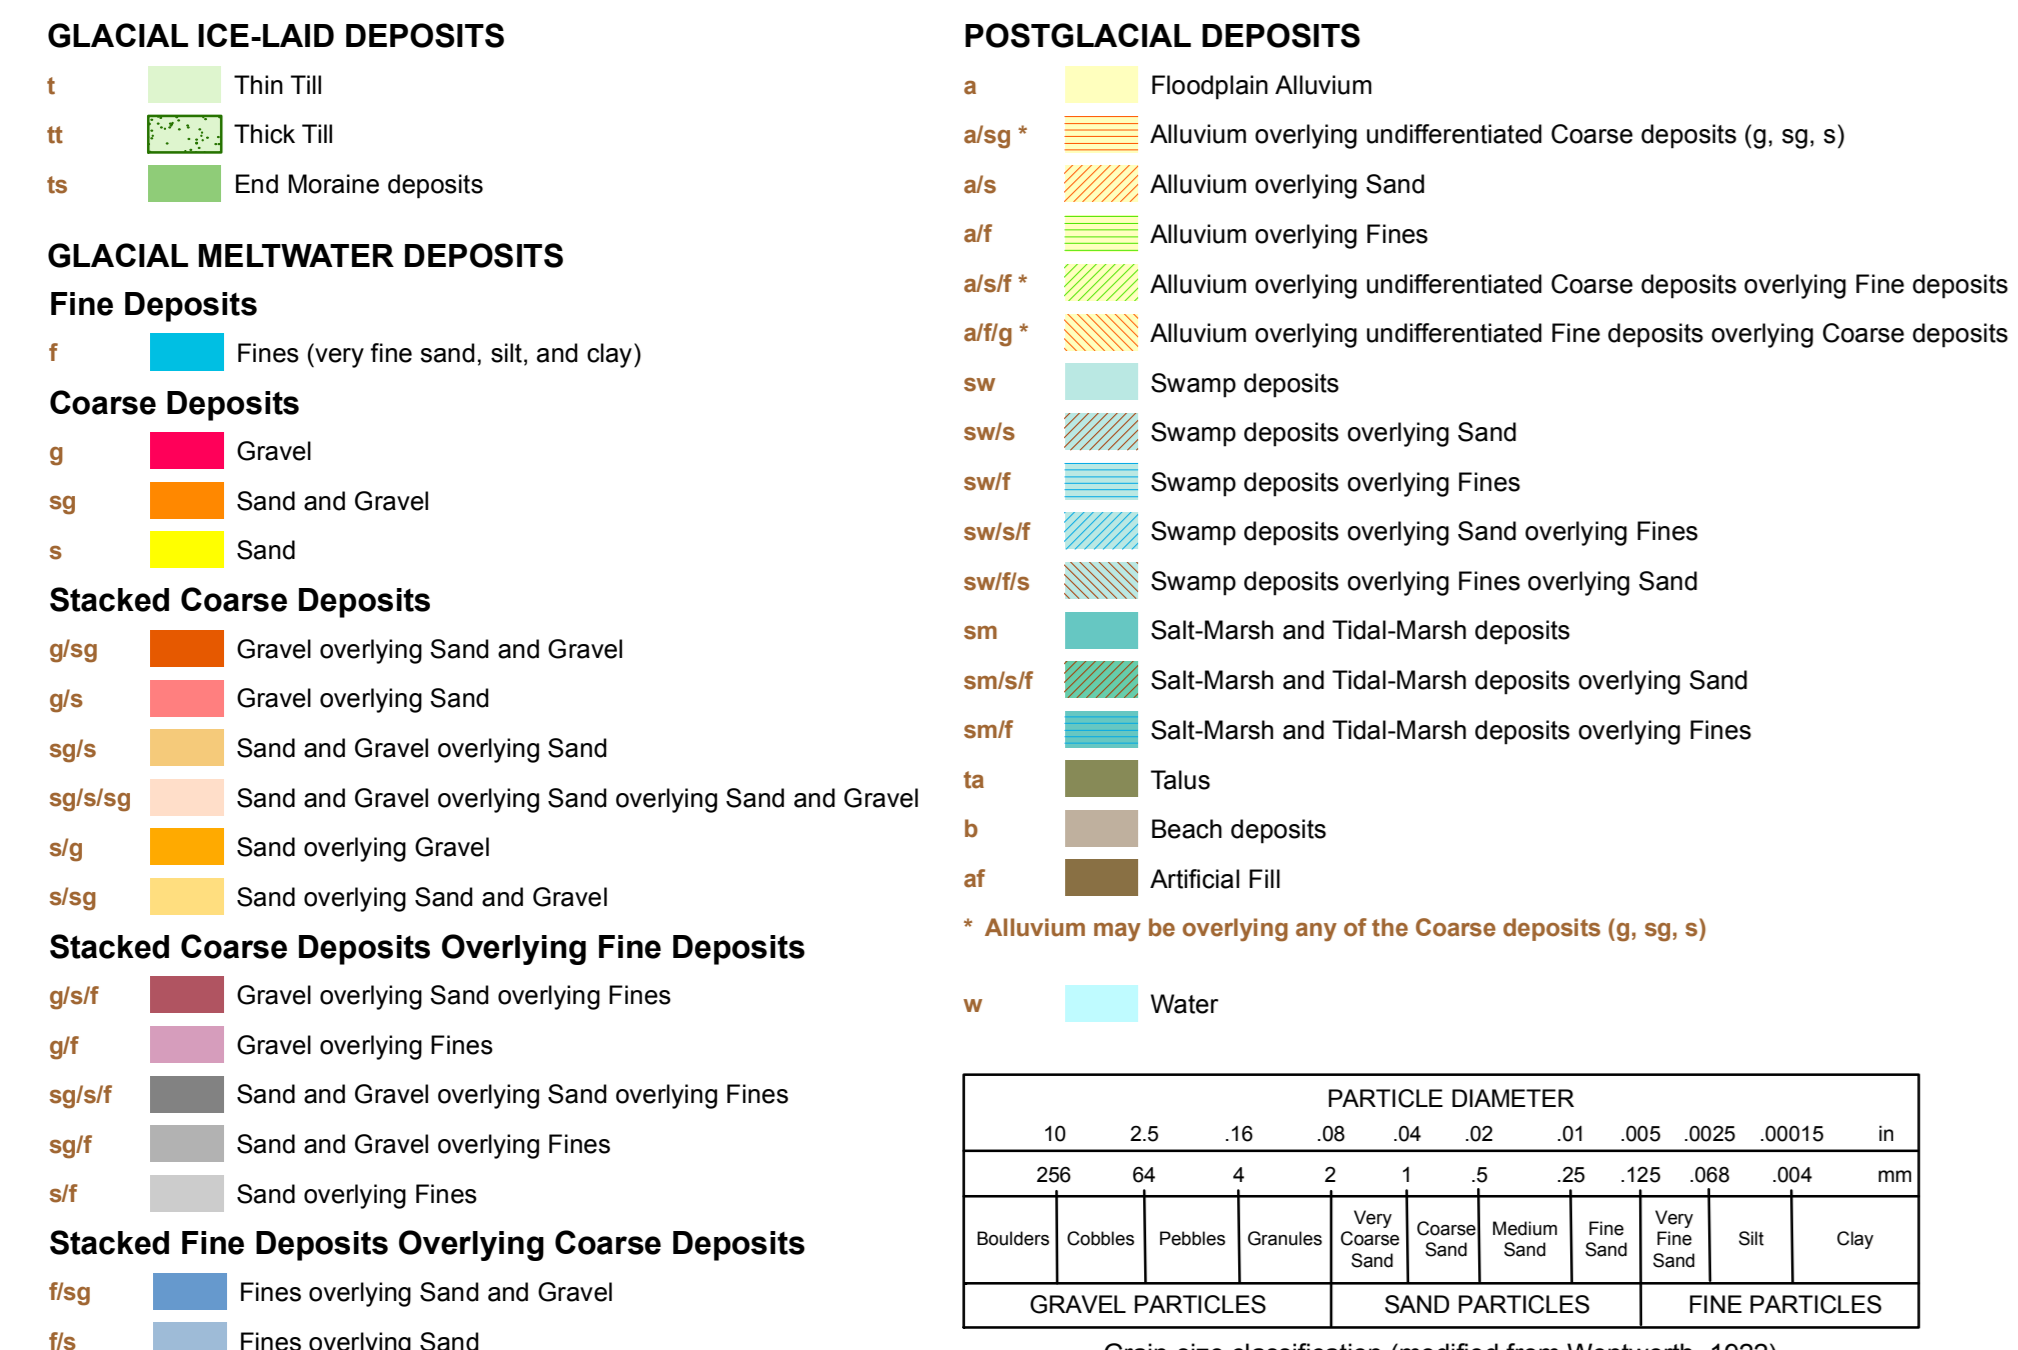 GLACIAL ICE-LAID DEPOSITS
t Thin Till
tt Thick Till
ts End Moraine deposits
GLACIAL MELTWATER DEPOSITS
Fine Deposits
f Fines (very fine sand, silt, and clay)
Coarse Deposits
g Gravel
sg Sand and Gravel
s Sand
Stacked Coarse Deposits
g/sg Gravel overlying Sand and Gravel
g/s Gravel overlying Sand
sg/s Sand and Gravel overlying Sand
sg/s/sg Sand and Gravel overlying Sand overlying Sand and Gravel
s/g Sand overlying Gravel
s/sg Sand overlying Sand and Gravel
Stacked Coarse Deposits Overlying Fine Deposits
g/s/f Gravel overlying Sand overlying Fines
g/f Gravel overlying Fines
sg/s/f Sand and Gravel overlying Sand overlying Fines
sg/f Sand and Gravel overlying Fines
s/f Sand overlying Fines
Stacked Fine Deposits Overlying Coarse Deposits
f/sg Fines overlying Sand and Gravel
f/s Fines overlying Sand
POSTGLACIAL DEPOSITS
a Floodplain Alluvium
a/sg * Alluvium overlying undifferentiated Coarse deposits (g, sg, s)
a/s Alluvium overlying Sand
a/f Alluvium overlying Fines
a/s/f * Alluvium overlying undifferentiated Coarse deposits overlying Fine deposits
a/f/g * Alluvium overlying undifferentiated Fine deposits overlying Coarse deposits
sw Swamp deposits
sw/s Swamp deposits overlying Sand
sw/f Swamp deposits overlying Fines
sw/s/f Swamp deposits overlying Sand overlying Fines
sw/f/s Swamp deposits overlying Fines overlying Sand
sm Salt-Marsh and Tidal-Marsh deposits
sm/s/f Salt-Marsh and Tidal-Marsh deposits overlying Sand
sm/f Salt-Marsh and Tidal-Marsh deposits overlying Fines
ta Talus
b Beach deposits
af Artificial Fill
* Alluvium may be overlying any of the Coarse deposits (g, sg, s)
w Water
PARTICLE DIAMETER
10 2.5 .16 .08 .04 .02 .01 .005 .0025 .00015 in
256 64 4 2 1 .5 .25 .125 .068 .004 mm
Boulders Cobbles Pebbles Granules Very Coarse Sand Coarse Sand Medium Sand Fine Sand Very Fine Sand Silt Clay
GRAVEL PARTICLES SAND PARTICLES FINE PARTICLES
Grain size classification (modified from Wentworth, 1922)